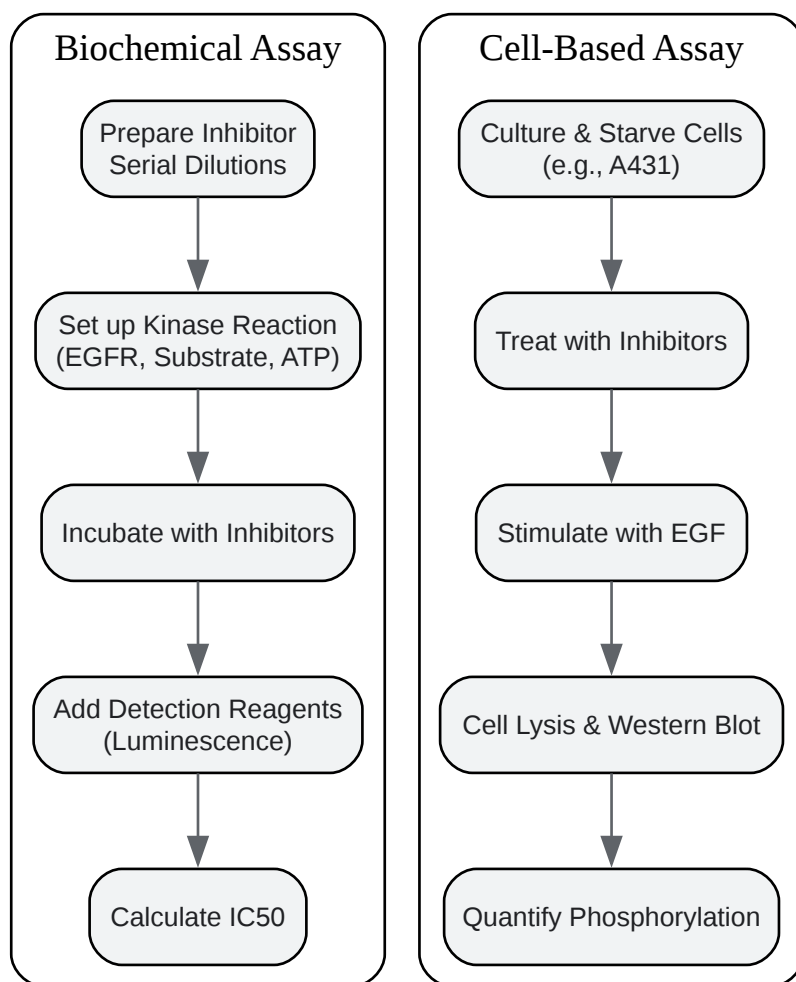 Biochemical Assay
Prepare Inhibitor
Serial Dilutions
Set up Kinase Reaction
(EGFR, Substrate, ATP)
Incubate with Inhibitors
Add Detection Reagents
(Luminescence)
Calculate IC50
Cell-Based Assay
Culture & Starve Cells
(e.g., A431)
Treat with Inhibitors
Stimulate with EGF
Cell Lysis & Western Blot
Quantify Phosphorylation